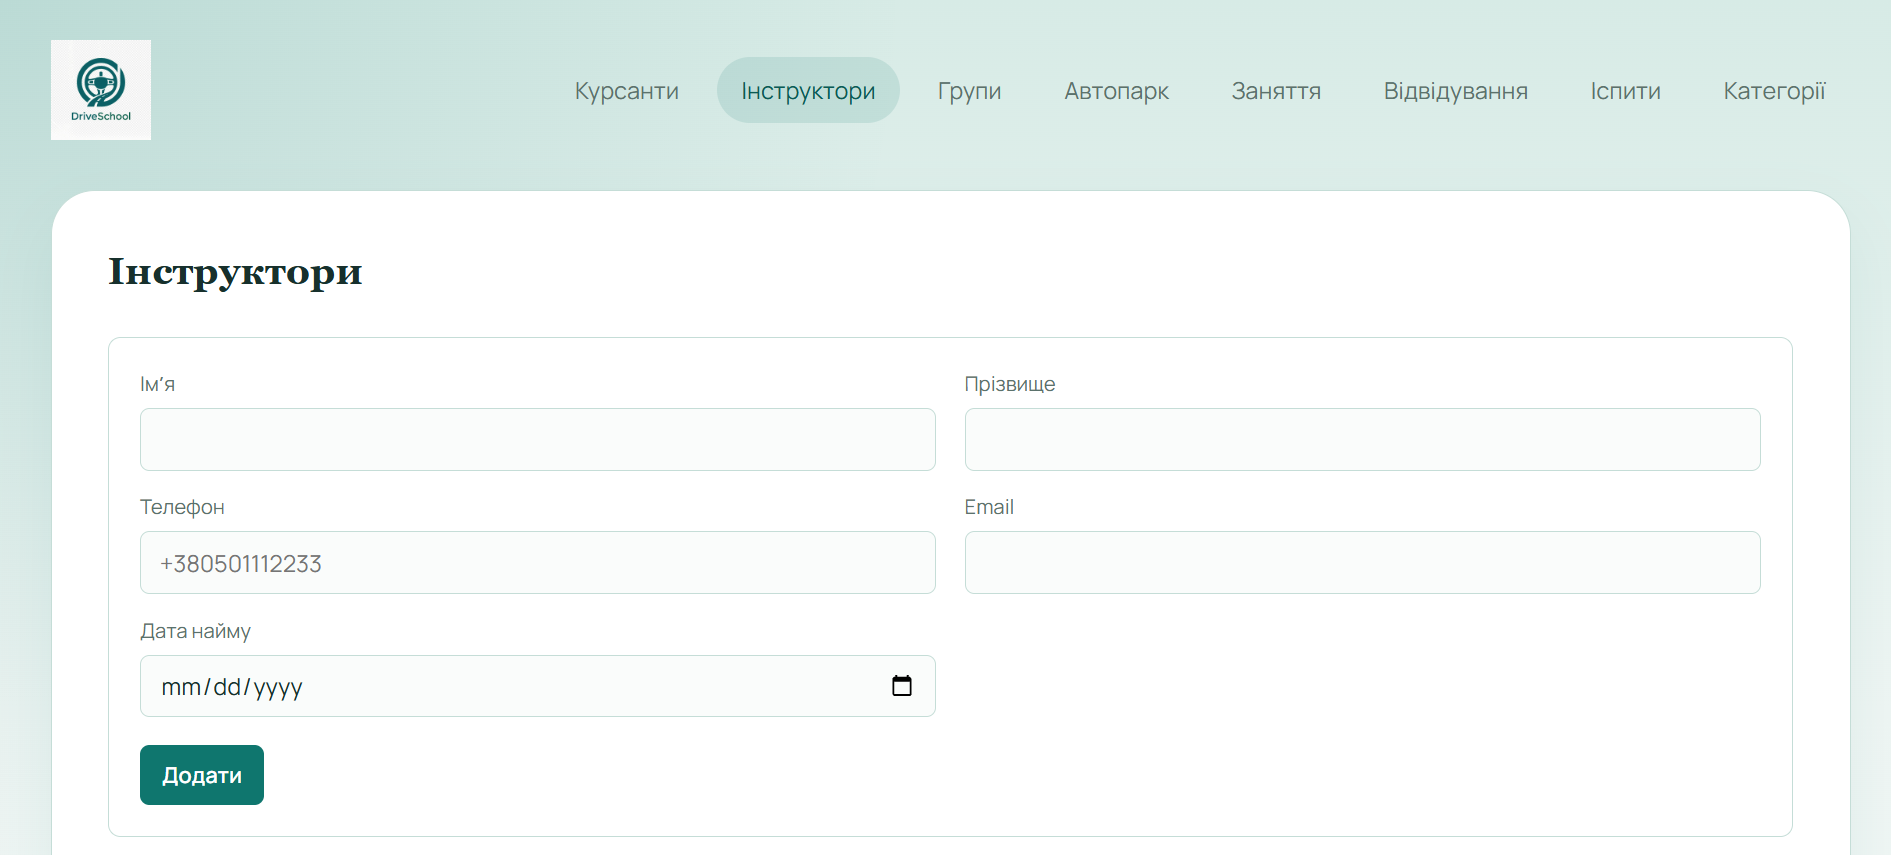 DriveSchool
Курсанти Інструктори Групи Автопарк Заняття Відвідування Іспити Категорії
Інструктори
Ім'я Прізвище
Телефон Email
+380501112233
Дата найму
mm/dd/yyyy
Додати